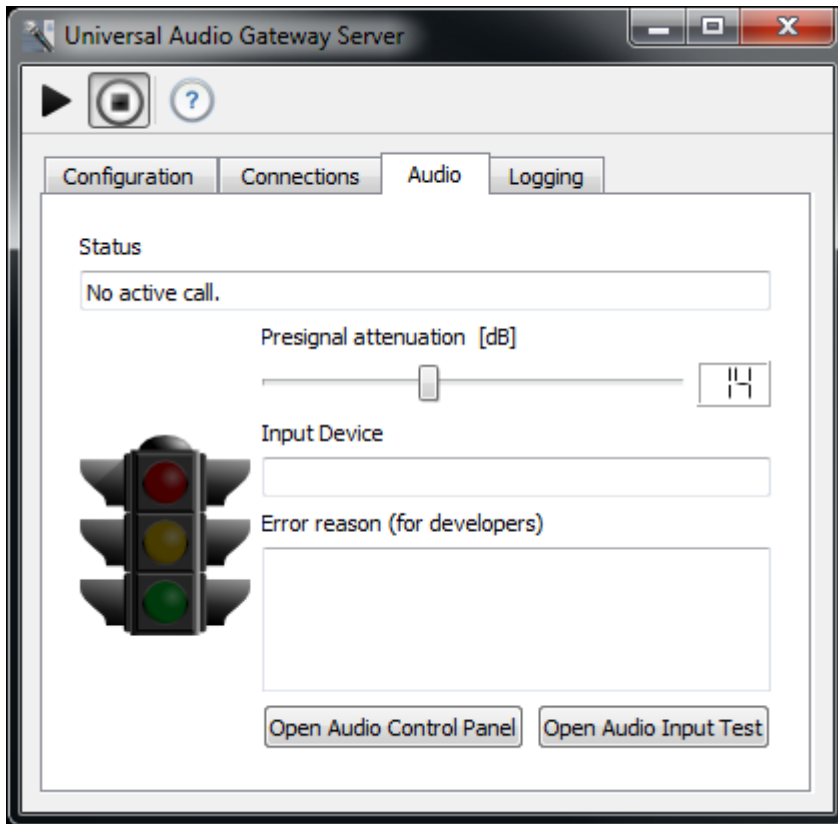 Universal Audio Gateway Server
?
Configuration Connections Audio Logging
Status
No active call.
Presignal attenuation [dB]
14
Input Device
Error reason (for developers)
Open Audio Control Panel Open Audio Input Test